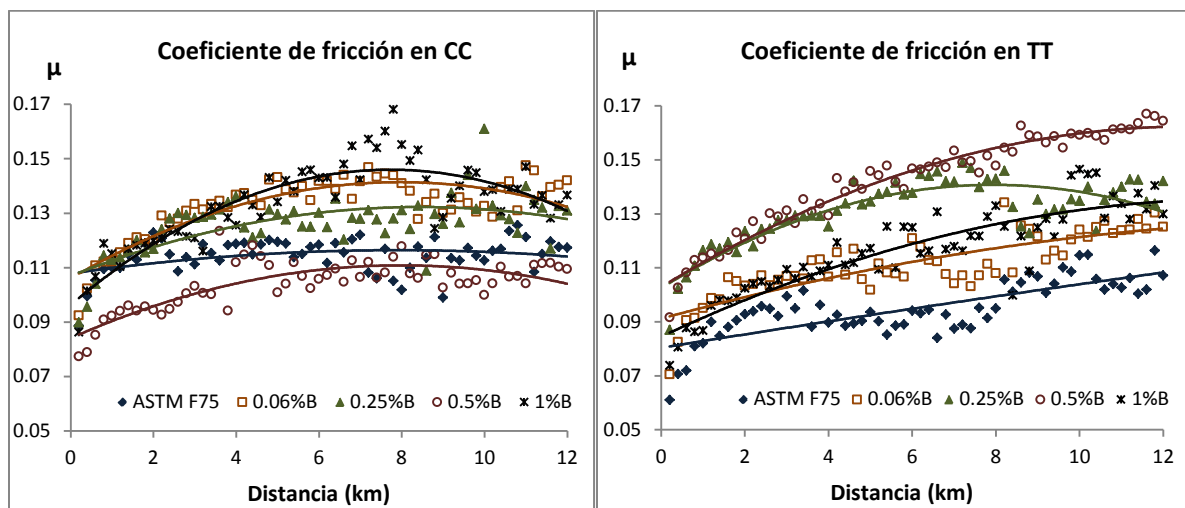 Coeficiente de fricción en CC
µ
0.17
0.15
0.13
0.11
0.09
0.07
0.05
ASTM F75 0.06%B 0.25%B 0.5%B 1%B
0 2 4 6 8 10 12
Distancia (km)
Coeficiente de fricción en TT
µ
0.17
0.15
0.13
0.11
0.09
0.07
0.05
ASTM F75 0.06%B 0.25%B 0.5%B 1%B
0 2 4 6 8 10 12
Distancia (km)